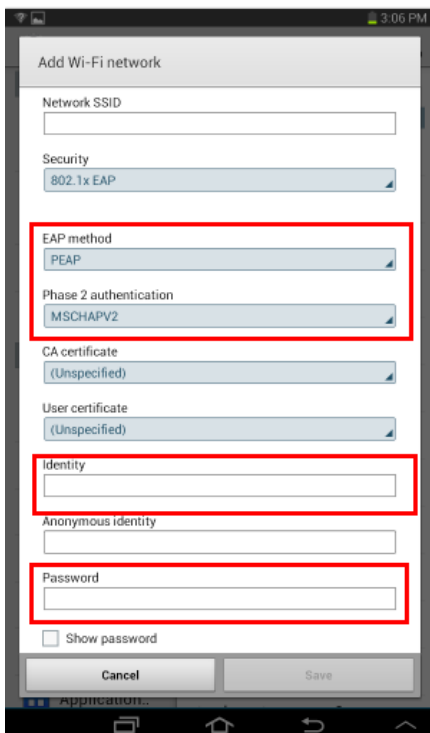 3:06 PM
Add Wi-Fi network
Network SSID
Security
802.1x EAP
EAP method
PEAP
Phase 2 authentication
MSCHAPV2
CA certificate
(Unspecified)
User certificate
(Unspecified)
Identity
Anonymous identity
Password
Show password
Cancel Save
Application..